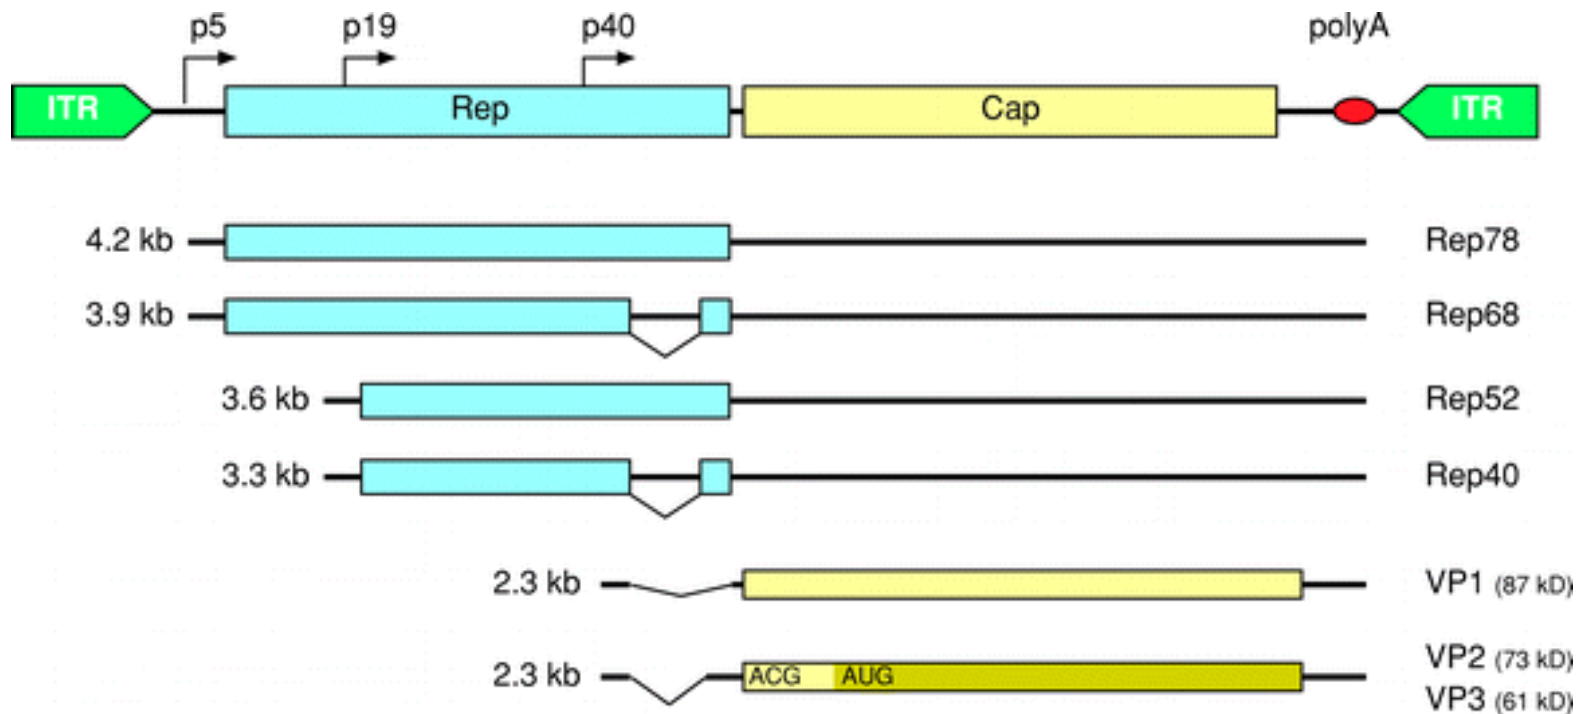 p5 p19 p40 polyA
ITR Rep Cap ITR
4.2 kb Rep78
3.9 kb Rep68
3.6 kb Rep52
3.3 kb Rep40
2.3 kb VP1 (87 kD)
VP2 (73 kD)
2.3 kb ACG AUG
VP3 (61 kD)